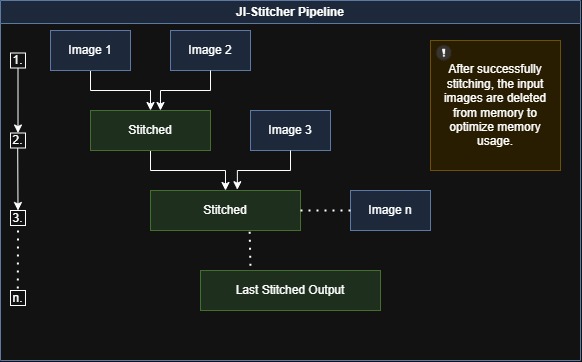 JI-Stitcher Pipeline
1.
Image 1
Image 2
!
After successfully
stitching, the input
images are deleted
from memory to
optimize memory
usage.
2.
Stitched
Image 3
3.
Stitched
Image n
n.
Last Stitched Output